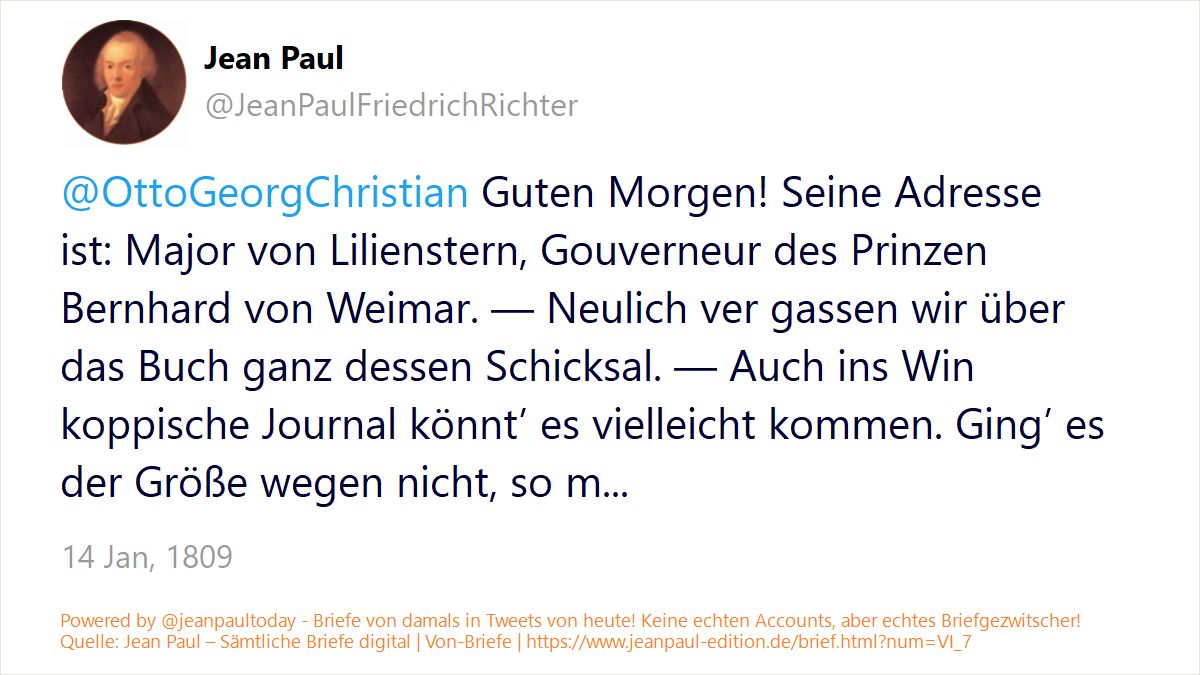 Jean Paul
@JeanPaulFriedrichRichter
@OttoGeorgChristian Guten Morgen! Seine Adresse
ist: Major von Lilienstern, Gouverneur des Prinzen
Bernhard von Weimar. — Neulich ver gassen wir über
das Buch ganz dessen Schicksal. — Auch ins Win
koppische Journal könnt’ es vielleicht kommen. Ging’ es
der Größe wegen nicht, so m...
14 Jan, 1809
Powered by @jeanpaultoday - Briefe von damals in Tweets von heute! Keine echten Accounts, aber echtes Briefgezwitscher!
Quelle: Jean Paul – Sämtliche Briefe digital | Von-Briefe | https://www.jeanpaul-edition.de/brief.html?num=VI_7